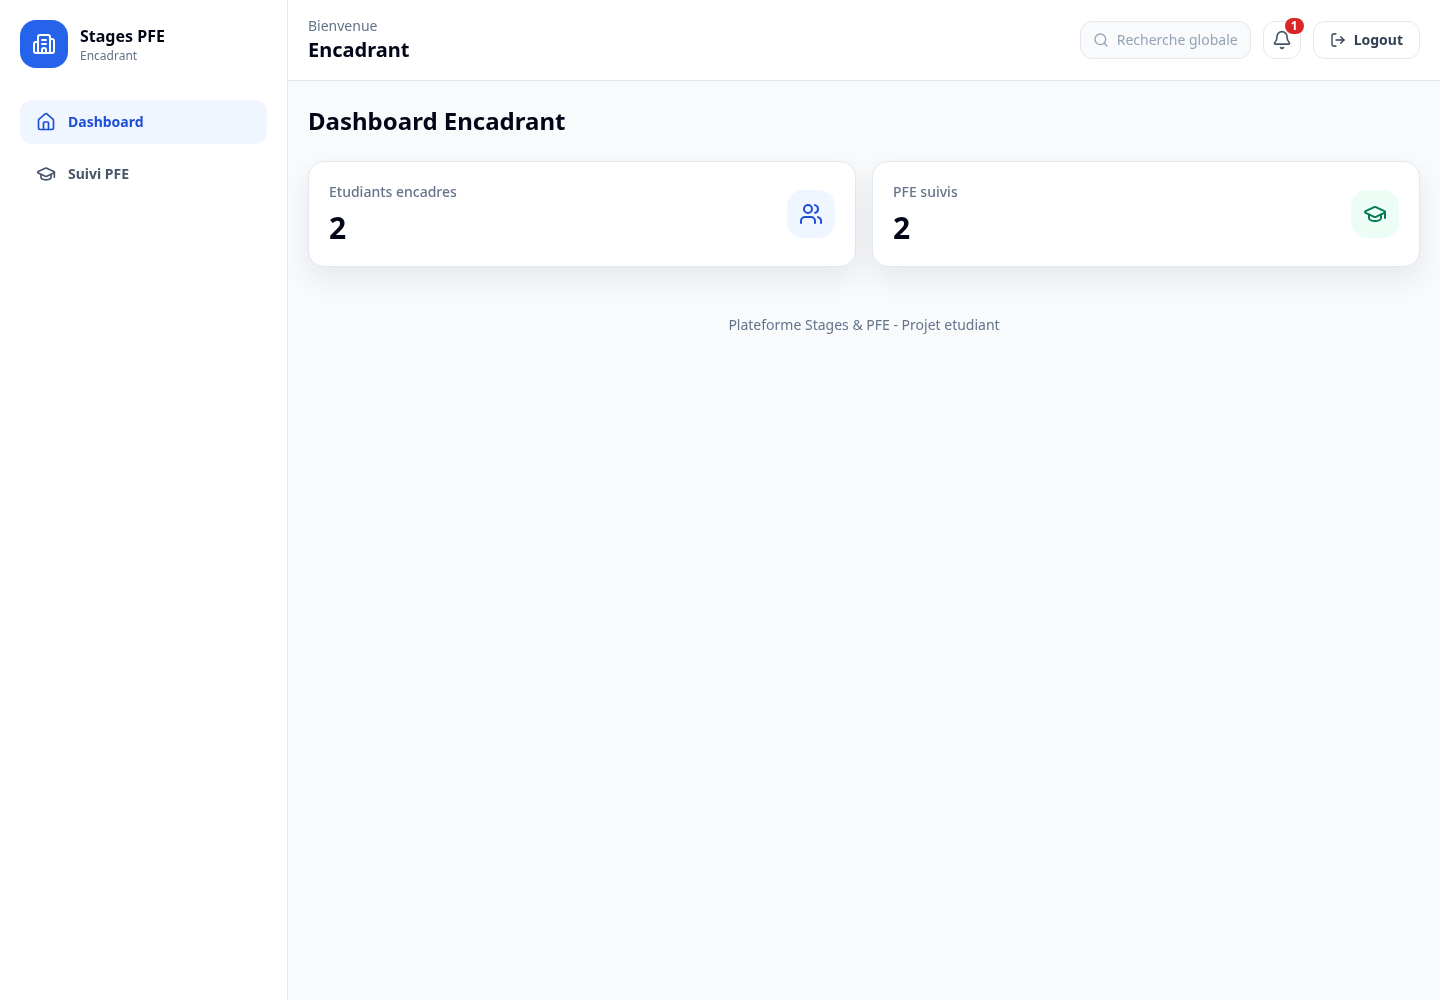 Stages PFE
Encadrant
Dashboard
Suivi PFE
Bienvenue
Encadrant
Recherche globale
1
Logout
Dashboard Encadrant
Etudiants encadres
2
PFE suivis
2
Plateforme Stages & PFE - Projet etudiant